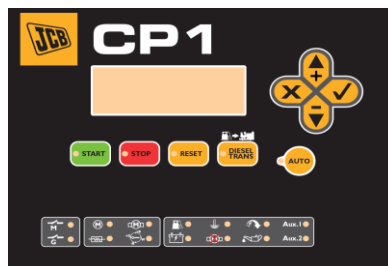 JCB
CP1
+
X
−
START
STOP
RESET
DIESEL
TRANS
AUTO
M
M
Aux.1
G
Aux.2